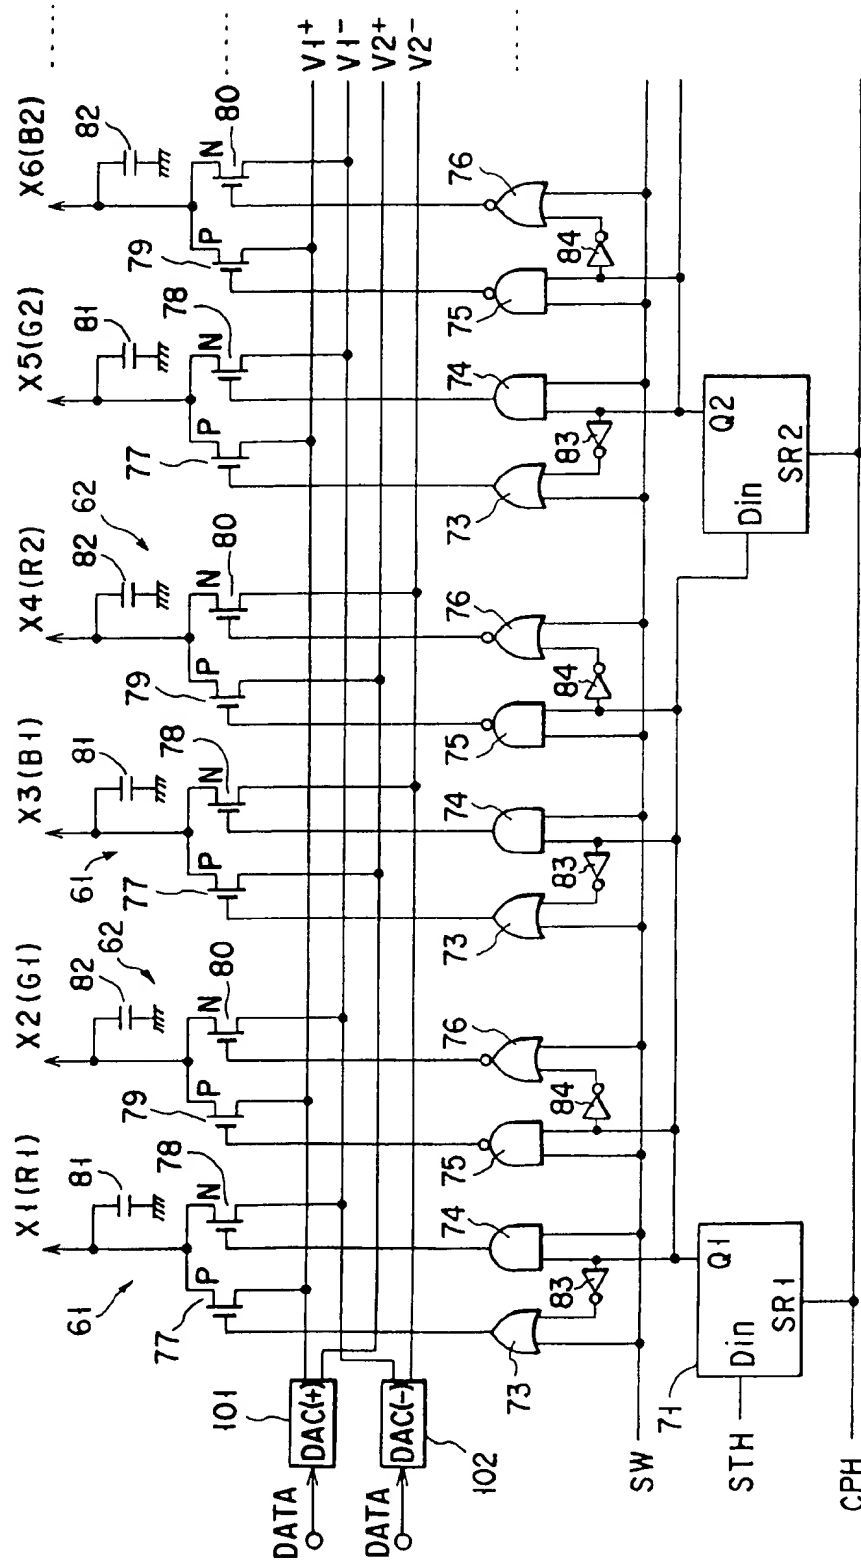 X1(R1)
X2(G1)
X3(B1)
X4(R2)
X5(G2)
X6(B2)
61
81
62
82
61
81
62
82
81
82
77
P
N
78
79
P
N
80
77
P
N
78
79
P
N
80
77
P
N
78
79
P
N
80
101
DATA
DAC(+)
V1+
V1-
V2+
V2-
DATA
DAC(-)
102
73
74
75
76
73
74
75
76
73
74
75
76
83
84
83
84
83
84
SW
71
STH
Din
Q1
SR1
Din
Q2
SR2
CPH